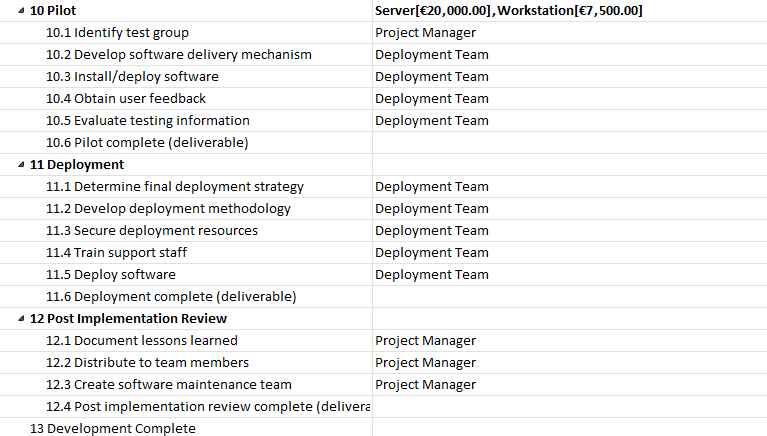 10 Pilot Server[€20,000.00],Workstation[€7,500.00]
10.1 Identify test group Project Manager
10.2 Develop software delivery mechanism Deployment Team
10.3 Install/deploy software Deployment Team
10.4 Obtain user feedback Deployment Team
10.5 Evaluate testing information Deployment Team
10.6 Pilot complete (deliverable)
11 Deployment
11.1 Determine final deployment strategy Deployment Team
11.2 Develop deployment methodology Deployment Team
11.3 Secure deployment resources Deployment Team
11.4 Train support staff Deployment Team
11.5 Deploy software Deployment Team
11.6 Deployment complete (deliverable)
12 Post Implementation Review
12.1 Document lessons learned Project Manager
12.2 Distribute to team members Project Manager
12.3 Create software maintenance team Project Manager
12.4 Post implementation review complete (delivera
13 Development Complete